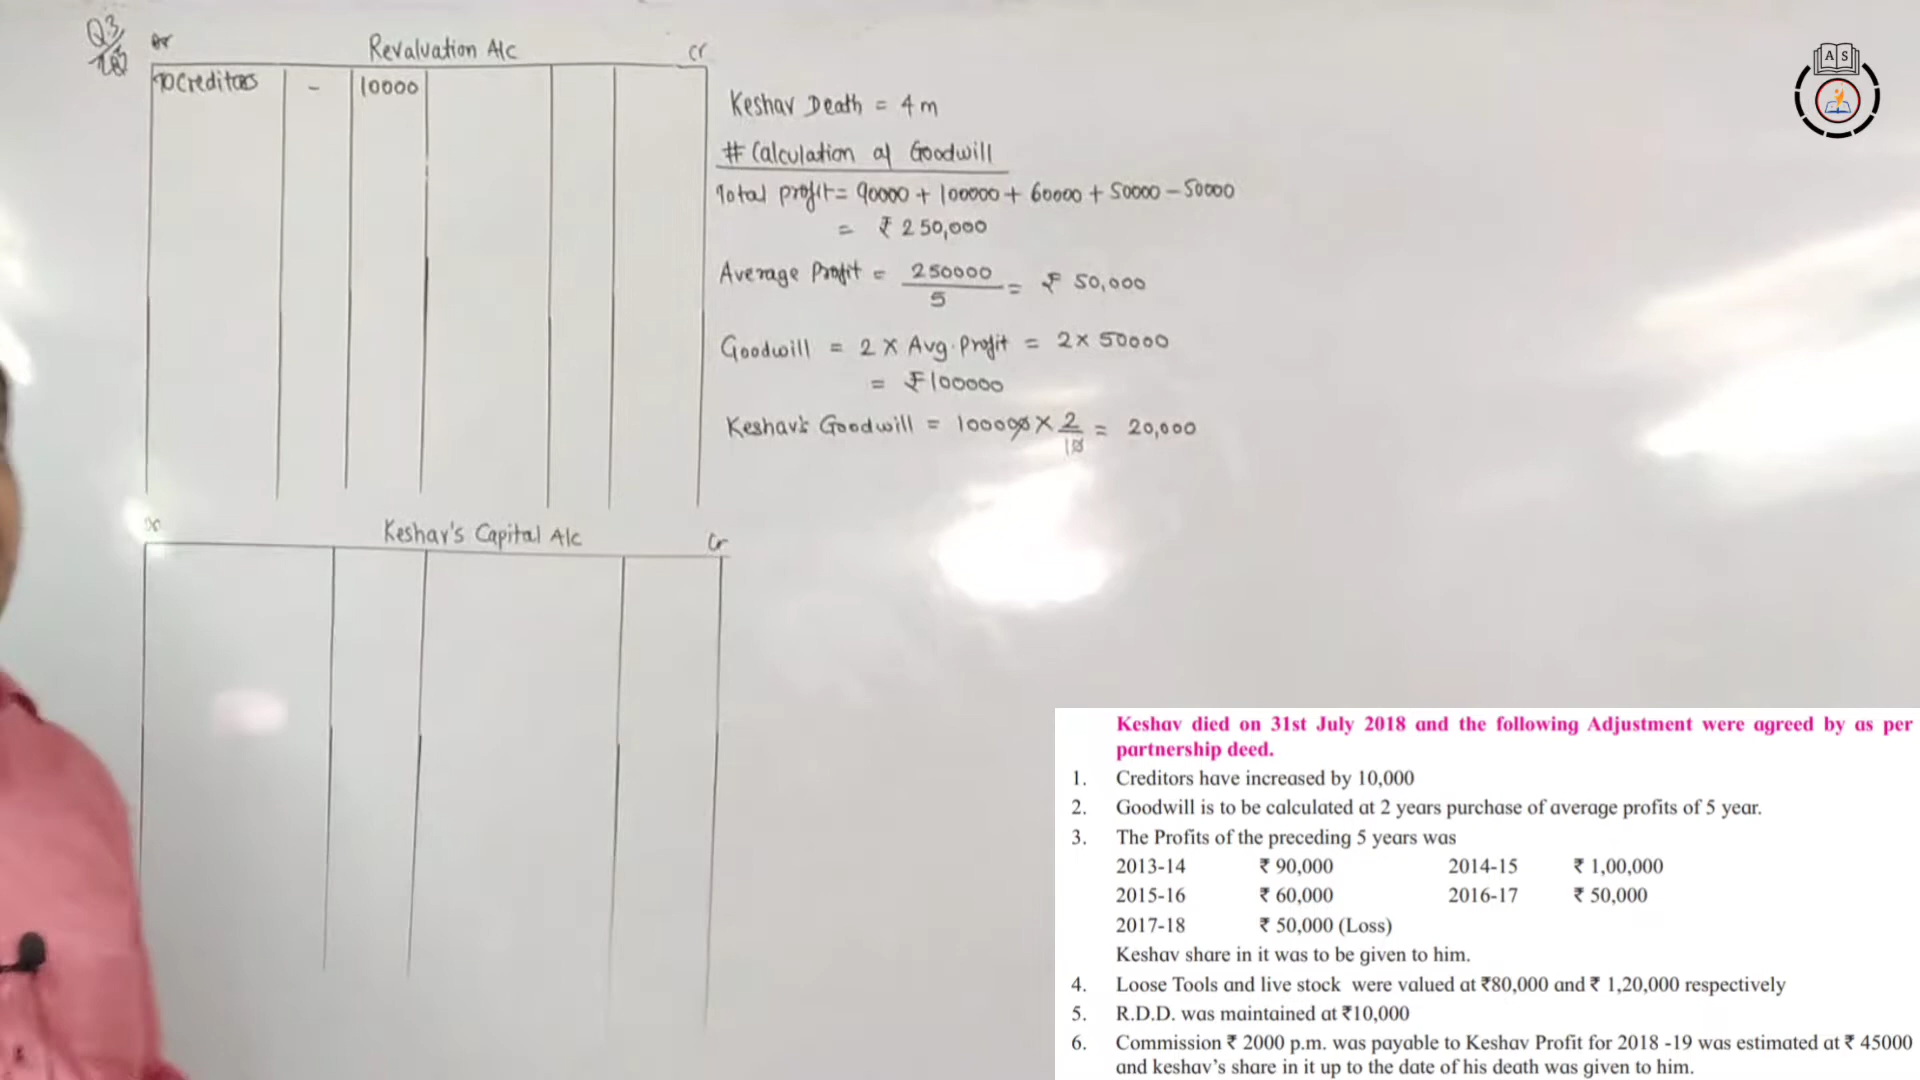 Q3
Dr Revaluation A/c Cr
To Creditors - 10000
Keshav Death = 4 m
# Calculation of Goodwill
Total profit = 90000 + 100000 + 60000 + 50000 - 50000
= ₹ 250,000
Average Profit = 250000 / 5 = ₹ 50,000
Goodwill = 2 × Avg. Profit = 2 × 50000
= ₹100000
Keshav's Goodwill = 100000 × 2/10 = 20,000
Keshav's Capital A/c Cr
A S
Keshav died on 31st July 2018 and the following Adjustment were agreed by as per
partnership deed.
1. Creditors have increased by 10,000
2. Goodwill is to be calculated at 2 years purchase of average profits of 5 year.
3. The Profits of the preceding 5 years was
2013-14 ₹ 90,000 2014-15 ₹ 1,00,000
2015-16 ₹ 60,000 2016-17 ₹ 50,000
2017-18 ₹ 50,000 (Loss)
Keshav share in it was to be given to him.
4. Loose Tools and live stock were valued at ₹80,000 and ₹ 1,20,000 respectively
5. R.D.D. was maintained at ₹10,000
6. Commission ₹ 2000 p.m. was payable to Keshav Profit for 2018 -19 was estimated at ₹ 45000
and keshav's share in it up to the date of his death was given to him.